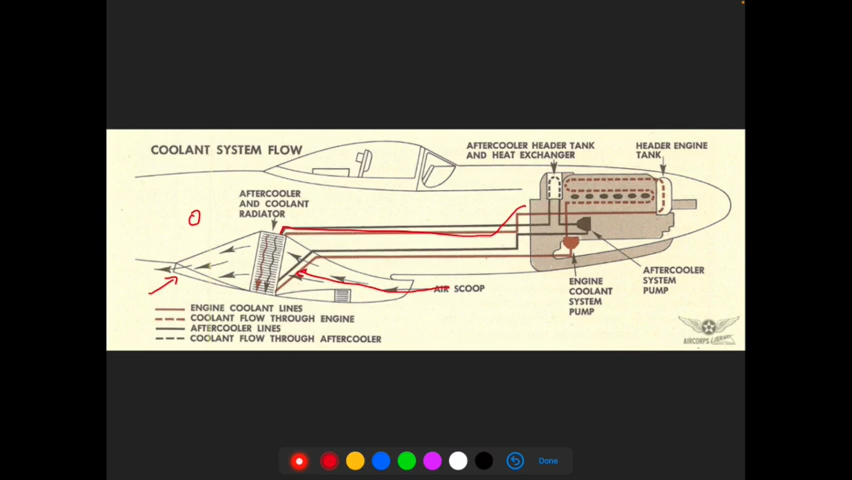 COOLANT SYSTEM FLOW
AFTERCOOLER HEADER TANK
AND HEAT EXCHANGER
HEADER ENGINE
TANK
AFTERCOOLER
AND COOLANT
RADIATOR
AIR SCOOP
ENGINE
COOLANT
SYSTEM
PUMP
AFTERCOOLER
SYSTEM
PUMP
ENGINE COOLANT LINES
COOLANT FLOW THROUGH ENGINE
AFTERCOOLER LINES
COOLANT FLOW THROUGH AFTERCOOLER
AIRCORPS LIBRARY
Done